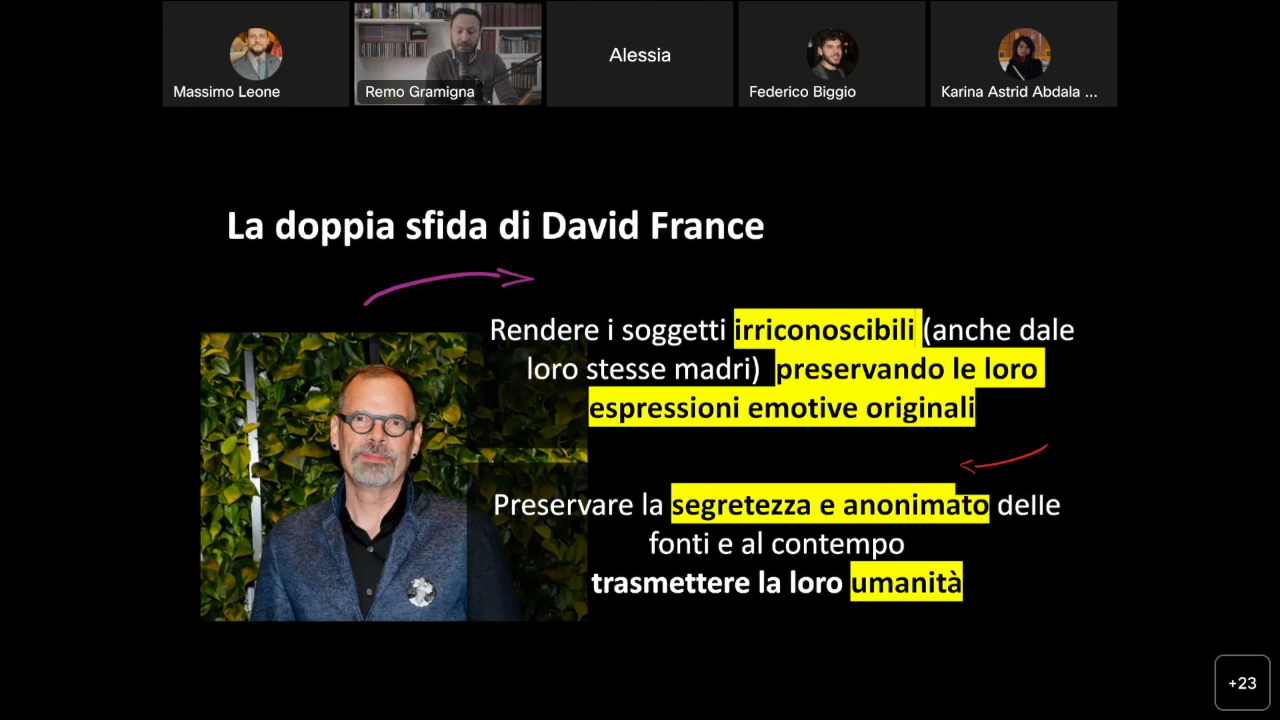 Massimo Leone
Remo Gramigna
Alessia
Federico Biggio
Karina Astrid Abdala ...
La doppia sfida di David France
Rendere i soggetti irriconoscibili (anche dale
loro stesse madri) preservando le loro
espressioni emotive originali
Preservare la segretezza e anonimato delle
fonti e al contempo
trasmettere la loro umanità
+23